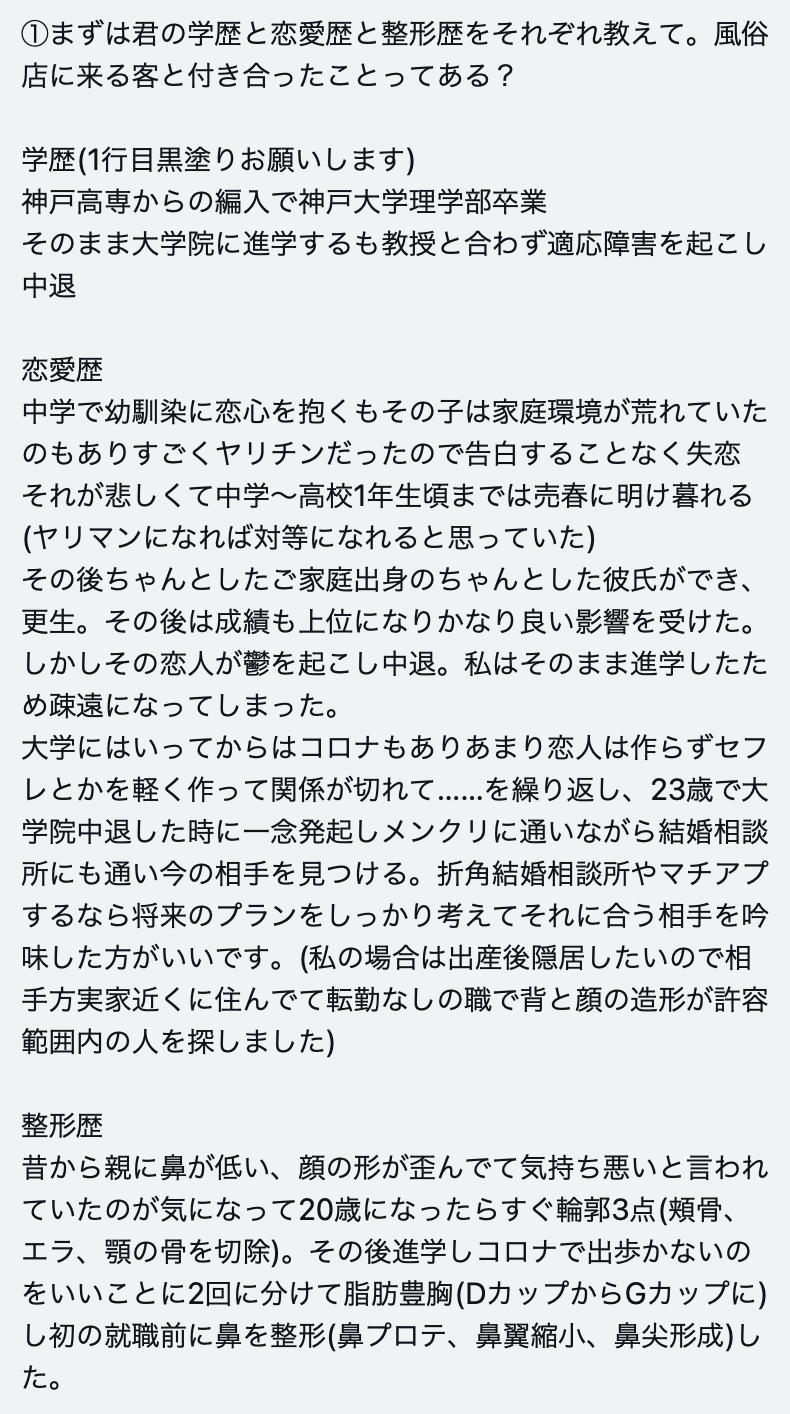 ①まずは君の学歴と恋愛歴と整形歴をそれぞれ教えて。風俗
店に来る客と付き合ったことってある？
学歴(1行目黒塗りお願いします)
神戸高専からの編入で神戸大学理学部卒業
そのまま大学院に進学するも教授と合わず適応障害を起こし
中退
恋愛歴
中学で幼馴染に恋心を抱くもその子は家庭環境が荒れていた
のもありすごくヤリチンだったので告白することなく失恋
それが悲しくて中学〜高校1年生頃までは売春に明け暮れる
(ヤリマンになれば対等になれると思っていた)
その後ちゃんとしたご家庭出身のちゃんとした彼氏ができ、
更生。その後は成績も上位になりかなり良い影響を受けた。
しかしその恋人が鬱を起こし中退。私はそのまま進学したた
め疎遠になってしまった。
大学にはいってからはコロナもありあまり恋人は作らずセフ
レとかを軽く作って関係が切れて……を繰り返し、23歳で大
学院中退した時に一念発起しメンクリに通いながら結婚相談
所にも通い今の相手を見つける。折角結婚相談所やマチアプ
するなら将来のプランをしっかり考えてそれに合う相手を吟
味した方がいいです。(私の場合は出産後隠居したいので相
手方実家近くに住んでて転勤なしの職で背と顔の造形が許容
範囲内の人を探しました)
整形歴
昔から親に鼻が低い、顔の形が歪んでて気持ち悪いと言われ
ていたのが気になって20歳になったらすぐ輪郭3点(頬骨、
エラ、顎の骨を切除)。その後進学しコロナで出歩かないの
をいいことに2回に分けて脂肪豊胸(DカップからGカップに)
し初の就職前に鼻を整形(鼻プロテ、鼻翼縮小、鼻尖形成)し
た。